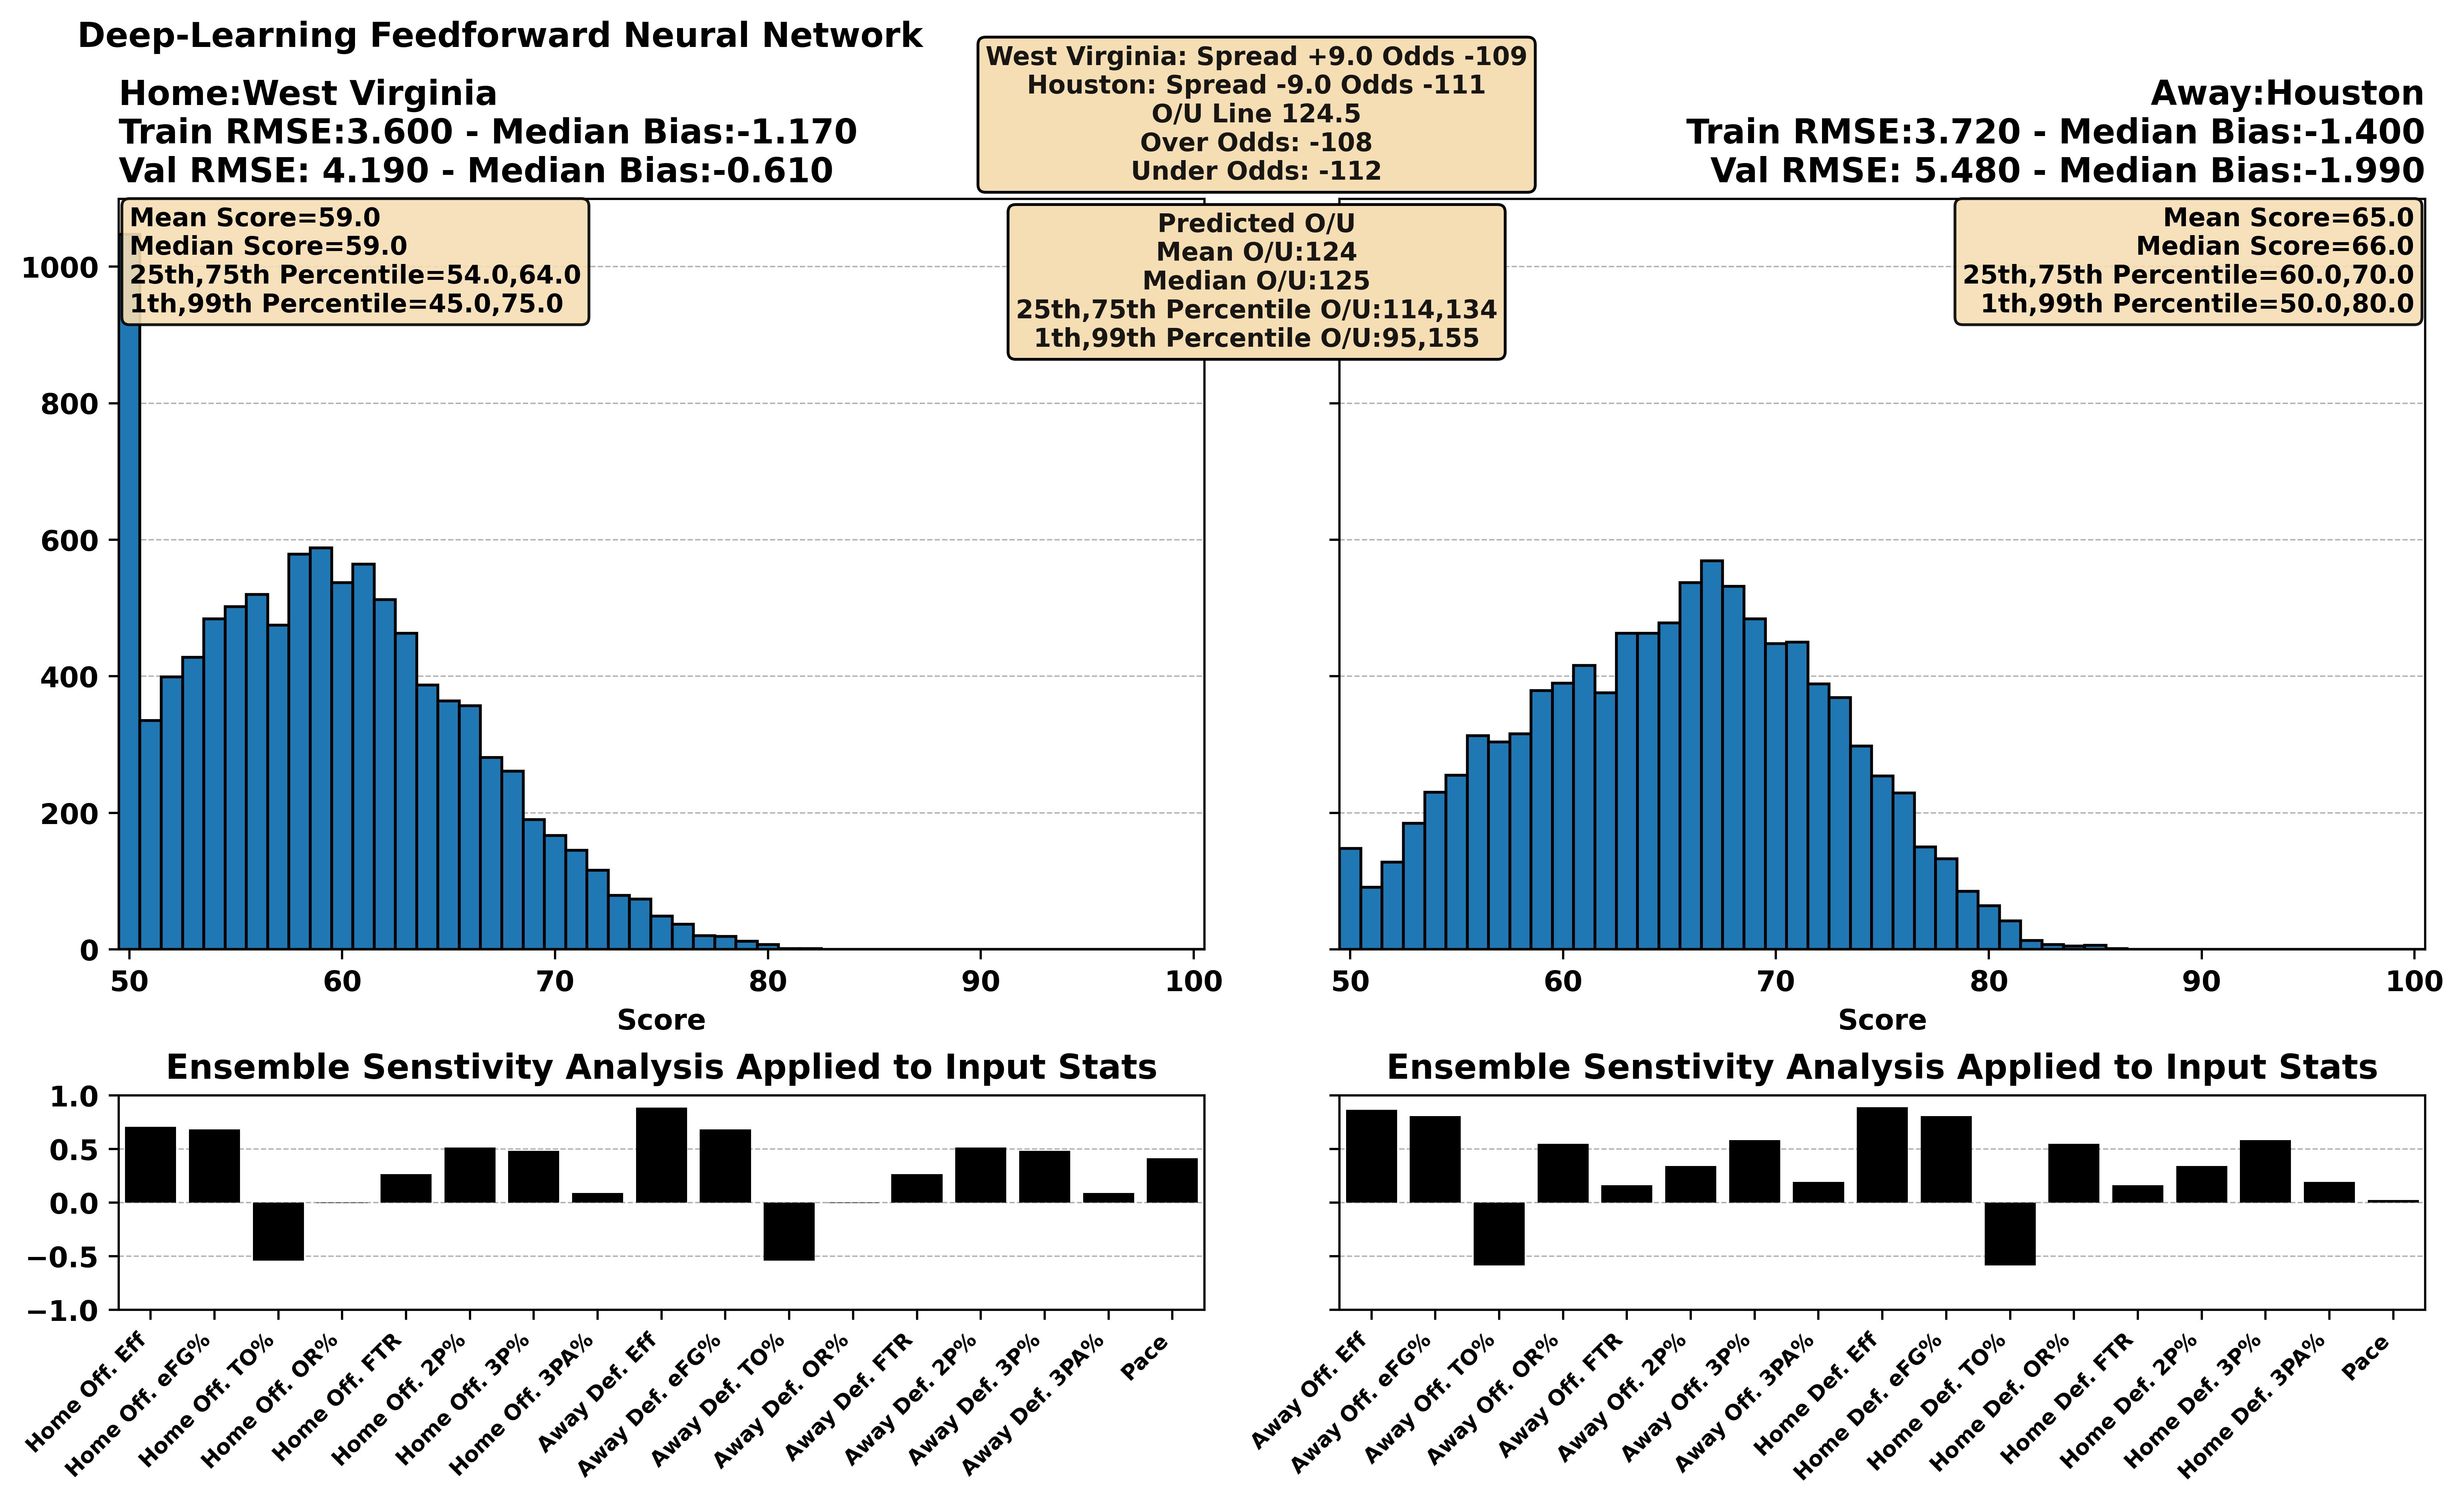 Deep-Learning Feedforward Neural Network
Home:West Virginia
Train RMSE:3.600 - Median Bias:-1.170
Val RMSE: 4.190 - Median Bias:-0.610
West Virginia: Spread +9.0 Odds -109
Houston: Spread -9.0 Odds -111
O/U Line 124.5
Over Odds: -108
Under Odds: -112
Away:Houston
Train RMSE:3.720 - Median Bias:-1.400
Val RMSE: 5.480 - Median Bias:-1.990
Mean Score=59.0
Median Score=59.0
25th,75th Percentile=54.0,64.0
1th,99th Percentile=45.0,75.0
Predicted O/U
Mean O/U:124
Median O/U:125
25th,75th Percentile O/U:114,134
1th,99th Percentile O/U:95,155
Mean Score=65.0
Median Score=66.0
25th,75th Percentile=60.0,70.0
1th,99th Percentile=50.0,80.0
1000
800
600
400
200
0
50 60 70 80 90 100
Score
50 60 70 80 90 100
Score
Ensemble Senstivity Analysis Applied to Input Stats
1.0
0.5
0.0
−0.5
−1.0
Home Off. Eff
Home Off. eFG%
Home Off. TO%
Home Off. OR%
Home Off. FTR
Home Off. 2P%
Home Off. 3P%
Home Off. 3PA%
Away Def. Eff
Away Def. eFG%
Away Def. TO%
Away Def. OR%
Away Def. FTR
Away Def. 2P%
Away Def. 3P%
Away Def. 3PA%
Pace
Ensemble Senstivity Analysis Applied to Input Stats
Away Off. Eff
Away Off. eFG%
Away Off. TO%
Away Off. OR%
Away Off. FTR
Away Off. 2P%
Away Off. 3P%
Away Off. 3PA%
Home Def. Eff
Home Def. eFG%
Home Def. TO%
Home Def. OR%
Home Def. FTR
Home Def. 2P%
Home Def. 3P%
Home Def. 3PA%
Pace